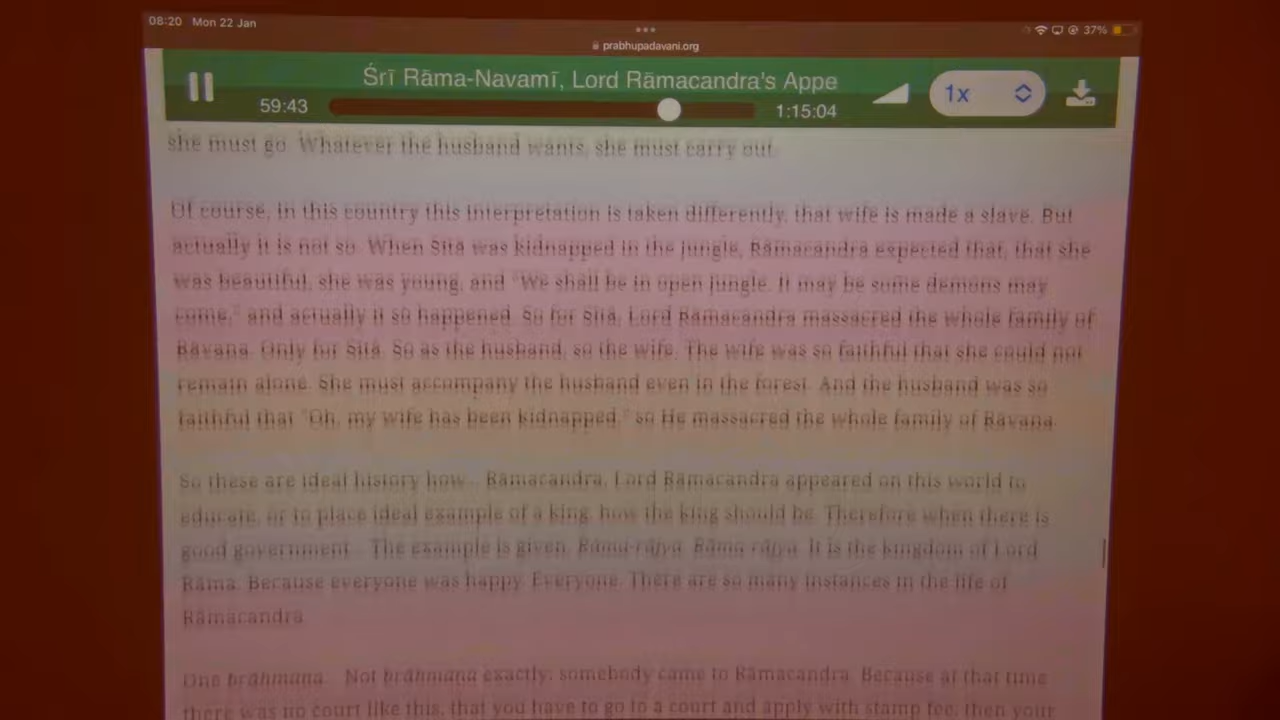 08:20 Mon 22 Jan
37%
prabhupadavani.org
Śrī Rāma-Navamī, Lord Rāmacandra's Appe
59:43
1:15:04
1x
she must go. Whatever the husband wants, she must carry out.
Of course, in this country this interpretation is taken differently, that wife is made a slave. But
actually it is not so. When Sītā was kidnapped in the jungle, Rāmacandra expected that, that she
was beautiful, she was young, and "We shall be in open jungle. It may be some demons may
come," and actually it so happened. So for Sītā, Lord Rāmacandra massacred the whole family of
Rāvaṇa. Only for Sītā. So as the husband, so the wife. The wife was so faithful that she could not
remain alone. She must accompany the husband even in the forest. And the husband was so
faithful that "Oh, my wife has been kidnapped," so He massacred the whole family of Rāvaṇa.
So these are ideal history how... Rāmacandra, Lord Rāmacandra appeared on this world to
educate, or to place ideal example of a king, how the king should be. Therefore when there is
good government... The example is given, Rāma-rājya. Rāma-rājya. It is the kingdom of Lord
Rāma. Because everyone was happy. Everyone. There are so many instances in the life of
Rāmacandra.
One brāhmaṇa... Not brāhmaṇa exactly; somebody came to Rāmacandra. Because at that time
there was no court like this, that you have to go to a court and apply with stamp fee, then your